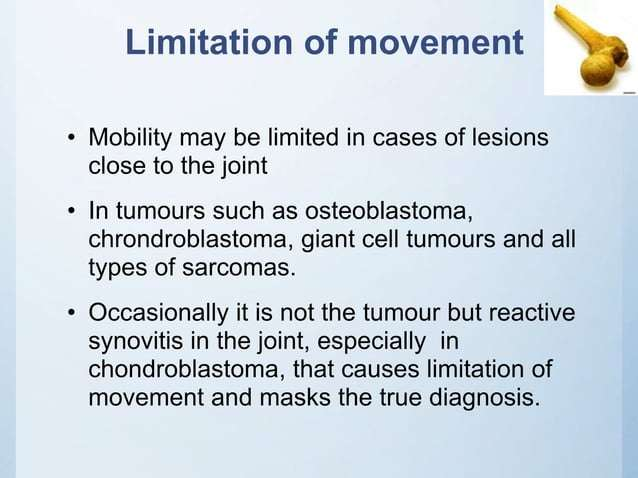 Limitation of movement
• Mobility may be limited in cases of lesions
close to the joint
• In tumours such as osteoblastoma,
chrondroblastoma, giant cell tumours and all
types of sarcomas.
• Occasionally it is not the tumour but reactive
synovitis in the joint, especially  in
chondroblastoma, that causes limitation of
movement and masks the true diagnosis.